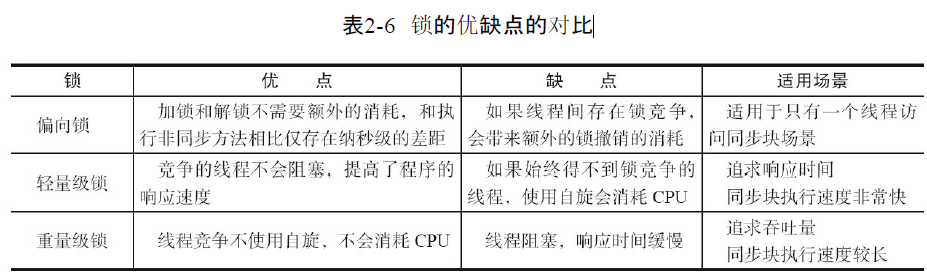 表2-6 锁的优缺点的对比
锁 优 点 缺 点 适用场景
偏向锁
加锁和解锁不需要额外的消耗，和执
行非同步方法相比仅存在纳秒级的差距
如果线程间存在锁竞争，
会带来额外的锁撤销的消耗
适用于只有一个线程访
问同步块场景
轻量级锁
竞争的线程不会阻塞，提高了程序的
响应速度
如果始终得不到锁竞争的
线程，使用自旋会消耗 CPU
追求响应时间
同步块执行速度非常快
重量级锁
线程竞争不使用自旋，不会消耗 CPU
线程阻塞，响应时间缓慢
追求吞吐量
同步块执行速度较长